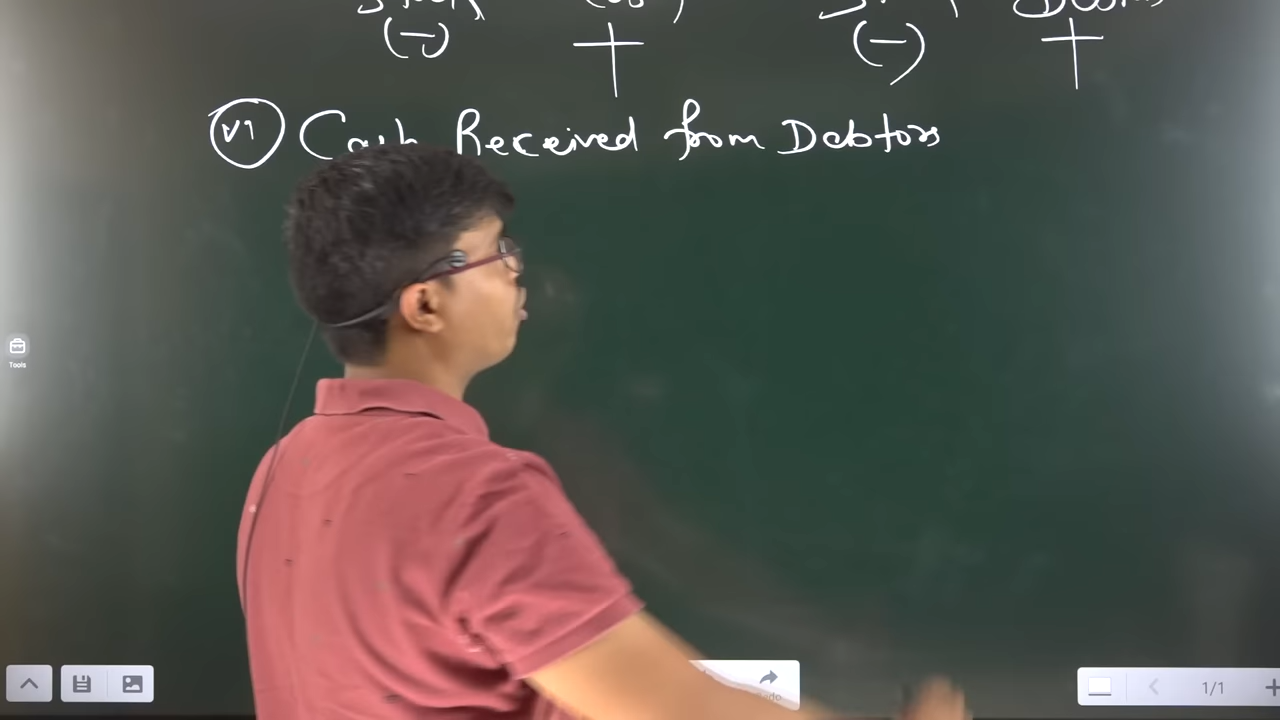 (-) + (-) +
(vi) Cash Received from Debtors
Tools
1/1